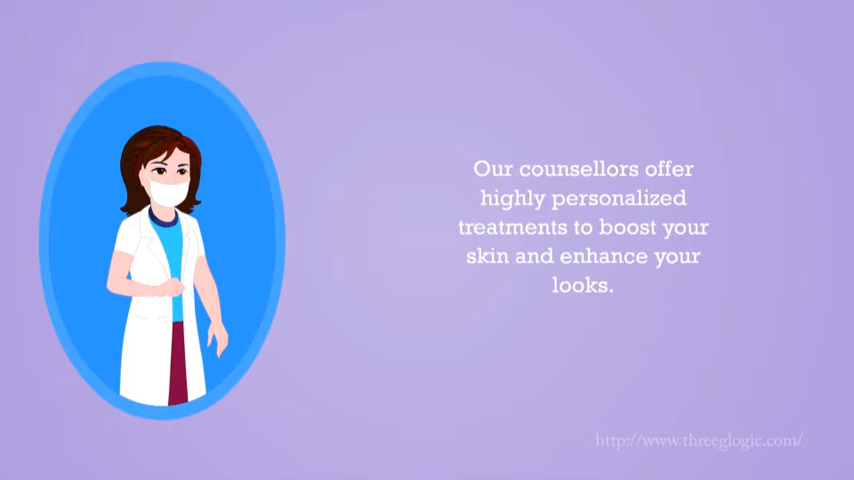 Our counsellors offer
highly personalized
treatments to boost your
skin and enhance your
looks.
http://www.threeglogic.com/